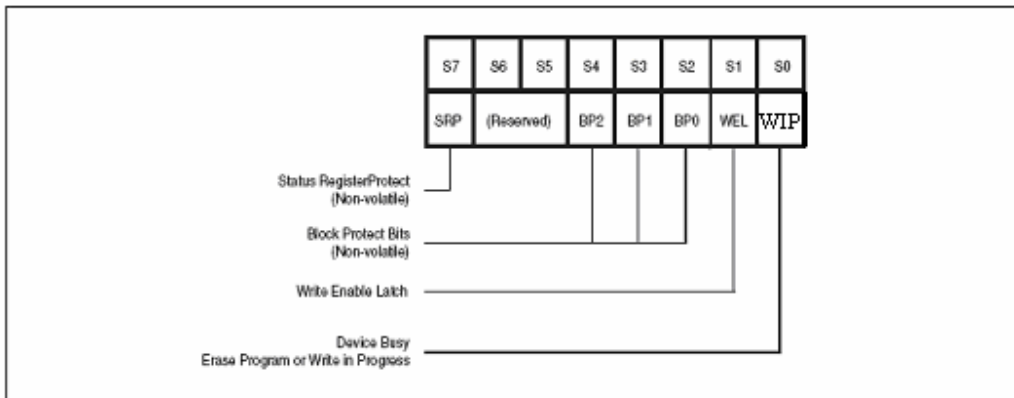 S7 S6 S5 S4 S3 S2 S1 S0
SRP (Reserved) BP2 BP1 BP0 WEL WIP
Status RegisterProtect
(Non-volatile)
Block Protect Bits
(Non-volatile)
Write Enable Latch
Device Busy
Erase Program or Write in Progress